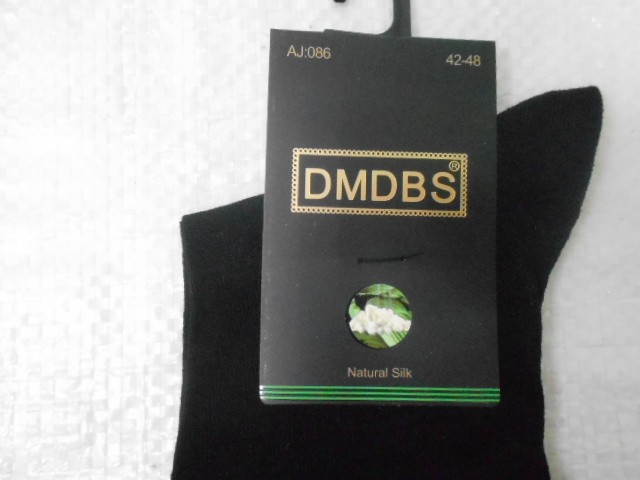 AJ:086 42-48
DMDBS®
Natural Silk